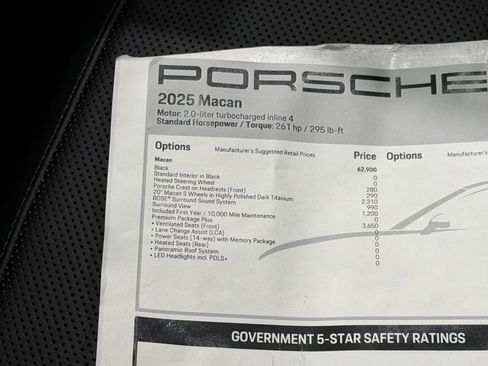 PORSCHE
2025 Macan
Motor: 2.0-liter turbocharged inline 4
Standard Horsepower / Torque: 261 hp / 295 lb-ft
Options Manufacturer's Suggested Retail Prices Price Options Manufacturer's
Macan 62,900
Black 0
Standard Interior in Black 0
Heated Steering Wheel 280
Porsche Crest on Headrests (Front) 290
20" Macan S Wheels in Highly Polished Dark Titanium 2,310
BOSE® Surround Sound System 990
Surround View 1,200
Included First Year / 10,000 Mile Maintenance 0
Premium Package Plus 3,650
• Ventilated Seats (Front) 0
• Lane Change Assist (LCA) 0
• Power Seats (14-way) with Memory Package 0
• Heated Seats (Rear) 0
• Panoramic Roof System 0
• LED Headlights incl. PDLS+ 0
GOVERNMENT 5-STAR SAFETY RATINGS